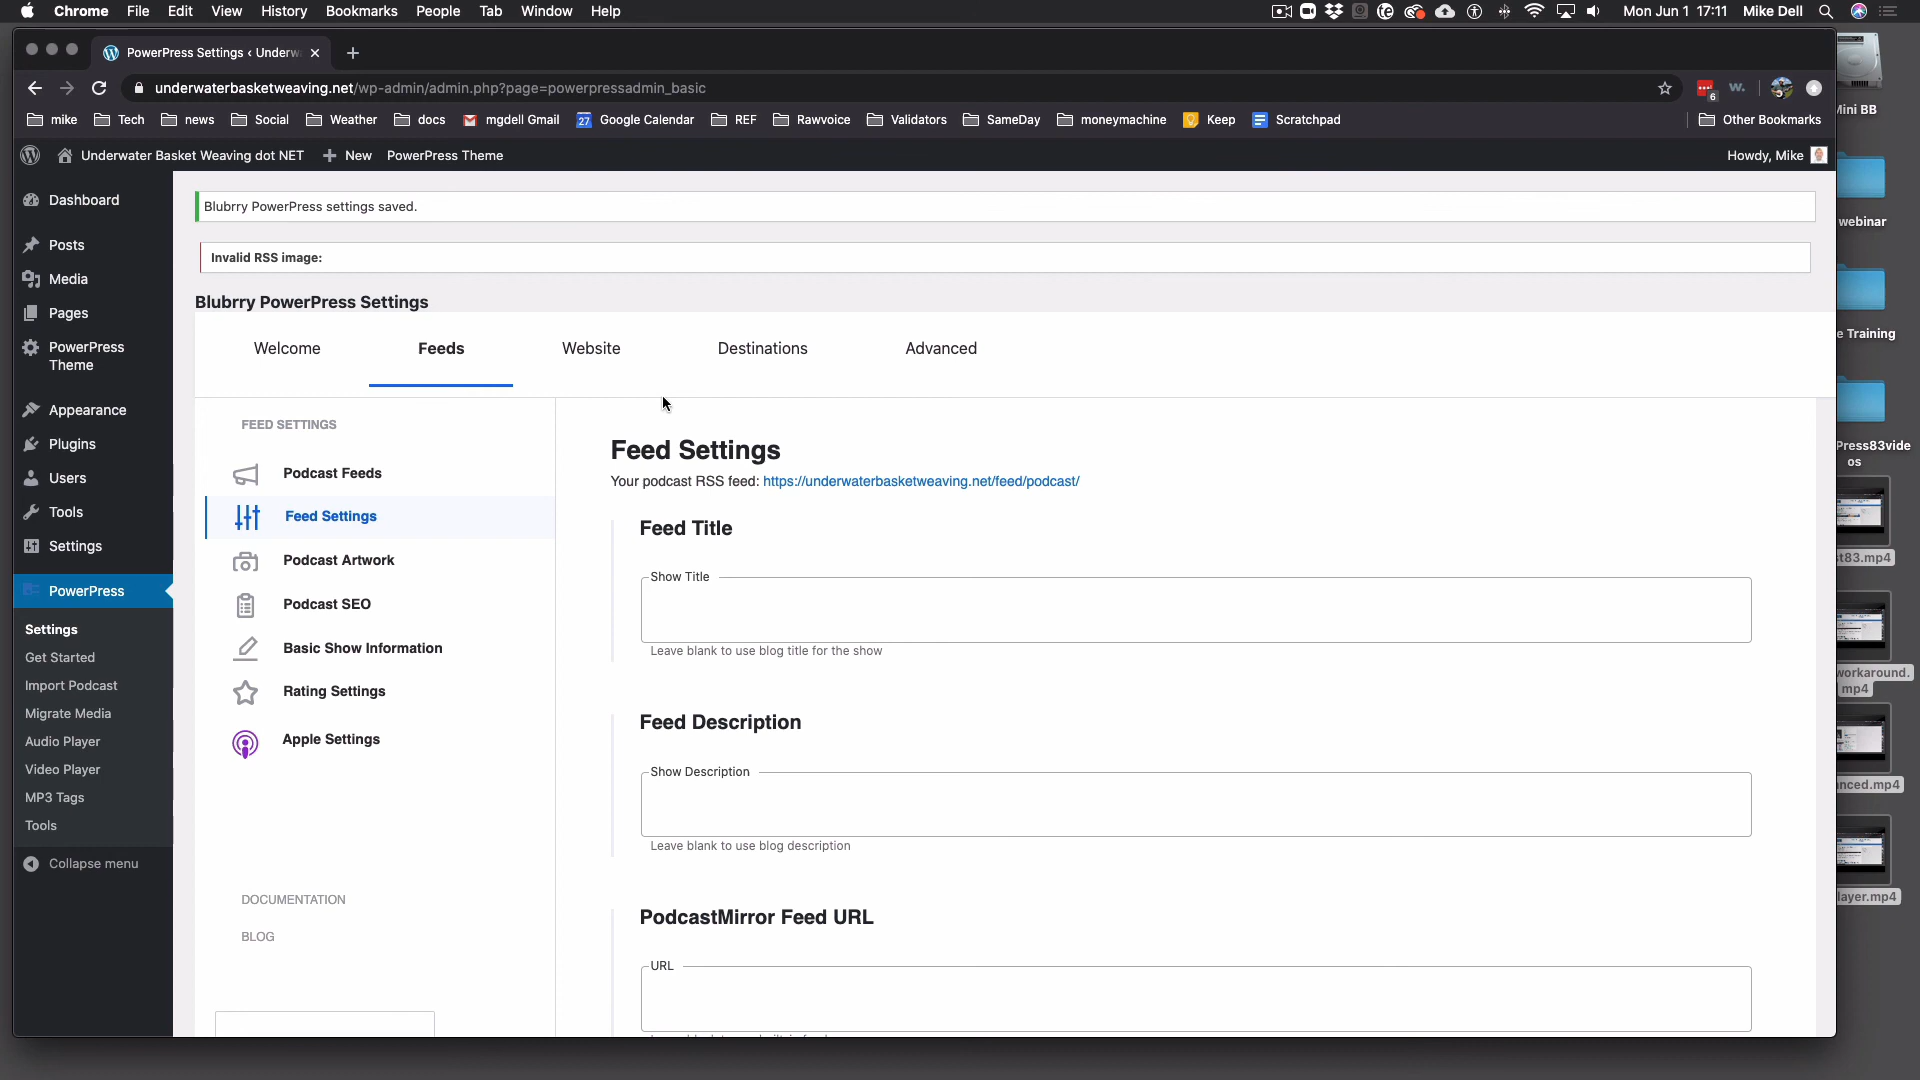 Chrome File Edit View History Bookmarks People Tab Window Help
Mon Jun 1 17:11 Mike Dell
PowerPress Settings ‹ Underw
underwaterbasketweaving.net/wp-admin/admin.php?page=powerpressadmin_basic
6
mike Tech news Social Weather docs mgdell Gmail 27 Google Calendar REF Rawvoice Validators SameDay moneymachine Keep Scratchpad Other Bookmarks
Underwater Basket Weaving dot NET New PowerPress Theme Howdy, Mike
Dashboard
Posts
Media
Pages
PowerPress
Theme
Appearance
Plugins
Users
Tools
Settings
PowerPress
Settings
Get Started
Import Podcast
Migrate Media
Audio Player
Video Player
MP3 Tags
Tools
Collapse menu
Blubrry PowerPress settings saved.
Invalid RSS image:
Blubrry PowerPress Settings
Welcome Feeds Website Destinations Advanced
FEED SETTINGS
Podcast Feeds
Feed Settings
Podcast Artwork
Podcast SEO
Basic Show Information
Rating Settings
Apple Settings
DOCUMENTATION
BLOG
Feed Settings
Your podcast RSS feed: https://underwaterbasketweaving.net/feed/podcast/
Feed Title
Show Title
Leave blank to use blog title for the show
Feed Description
Show Description
Leave blank to use blog description
PodcastMirror Feed URL
URL
Mini BB
webinar
e Training
Press83vide
os
st83.mp4
workaround.
mp4
anced.mp4
layer.mp4